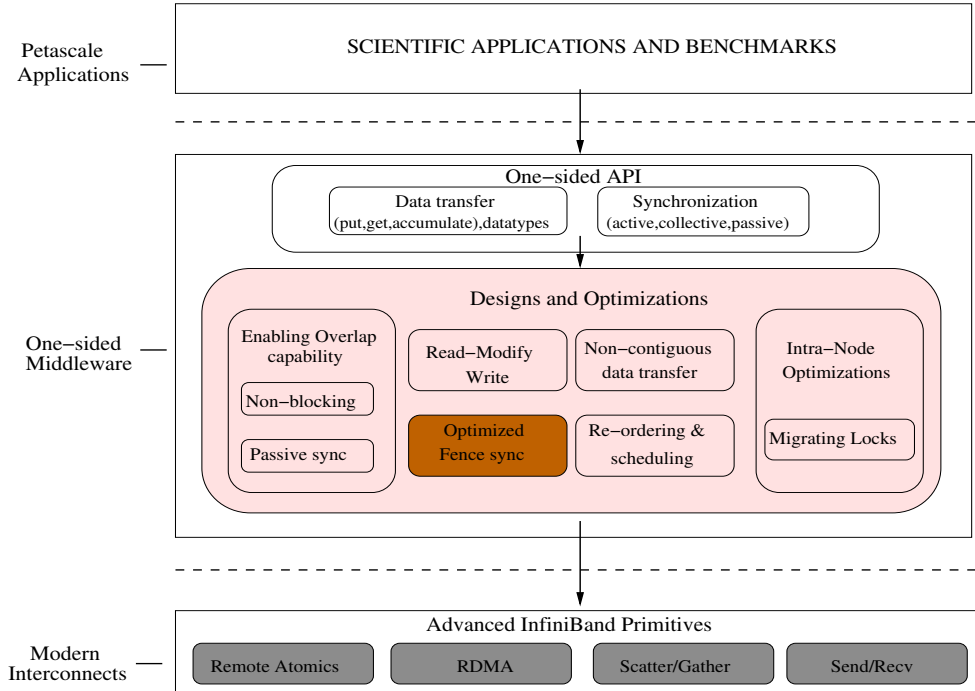 Petascale
Applications
SCIENTIFIC APPLICATIONS AND BENCHMARKS
One−sided
Middleware
One−sided API
Data transfer
(put,get,accumulate),datatypes
Synchronization
(active,collective,passive)
Designs and Optimizations
Enabling Overlap
capability
Non−blocking
Passive sync
Read−Modify
Write
Non−contiguous
data transfer
Optimized
Fence sync
Re−ordering &
scheduling
Intra−Node
Optimizations
Migrating Locks
Modern
Interconnects
Advanced InfiniBand Primitives
Remote Atomics
RDMA
Scatter/Gather
Send/Recv